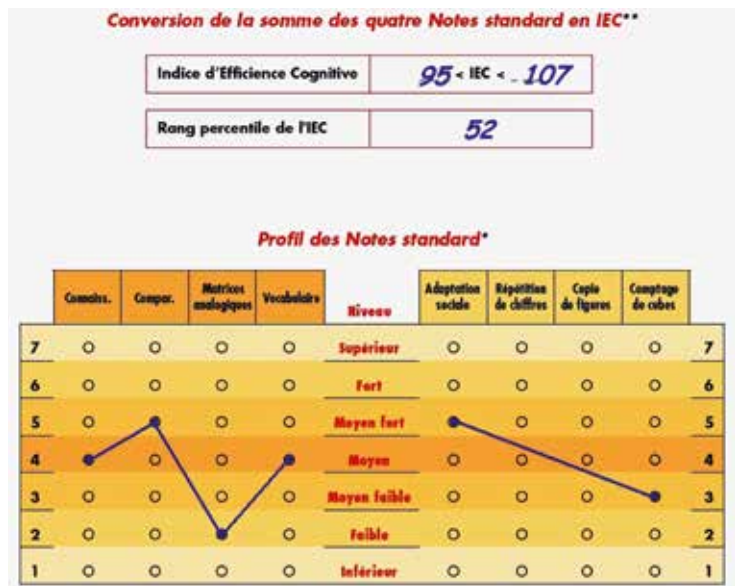 Conversion de la somme des quatre Notes standard en IEC**
Indice d'Efficience Cognitive 95 < IEC < 107
Rang percentile de l'IEC 52
Profil des Notes standard*
Connaiss. Compar. Matrices analogiques Vocabulaire Niveau Adaptation sociale Répétition de chiffres Copie de figures Comptage de cubes
7 Supérieur 7
6 Fort 6
5 Moyen fort 5
4 Moyen 4
3 Moyen faible 3
2 Faible 2
1 Inférieur 1